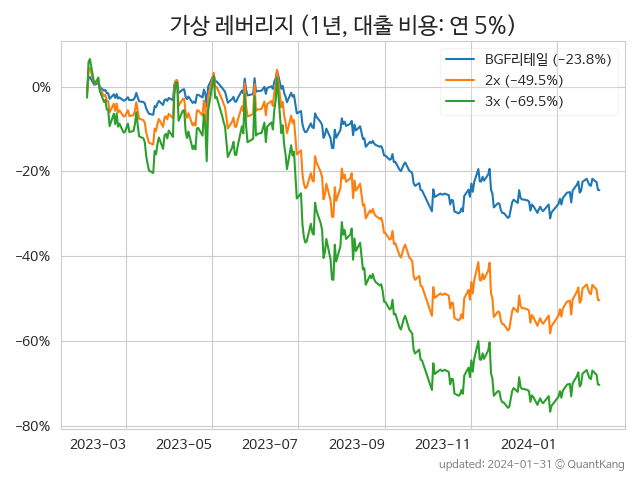 가상 레버리지 (1년, 대출 비용: 연 5%)
BGF리테일 (−23.8%)
2x (−49.5%)
3x (−69.5%)
0%
−20%
−40%
−60%
−80%
2023-03 2023-05 2023-07 2023-09 2023-11 2024-01
updated: 2024-01-31 © QuantKang